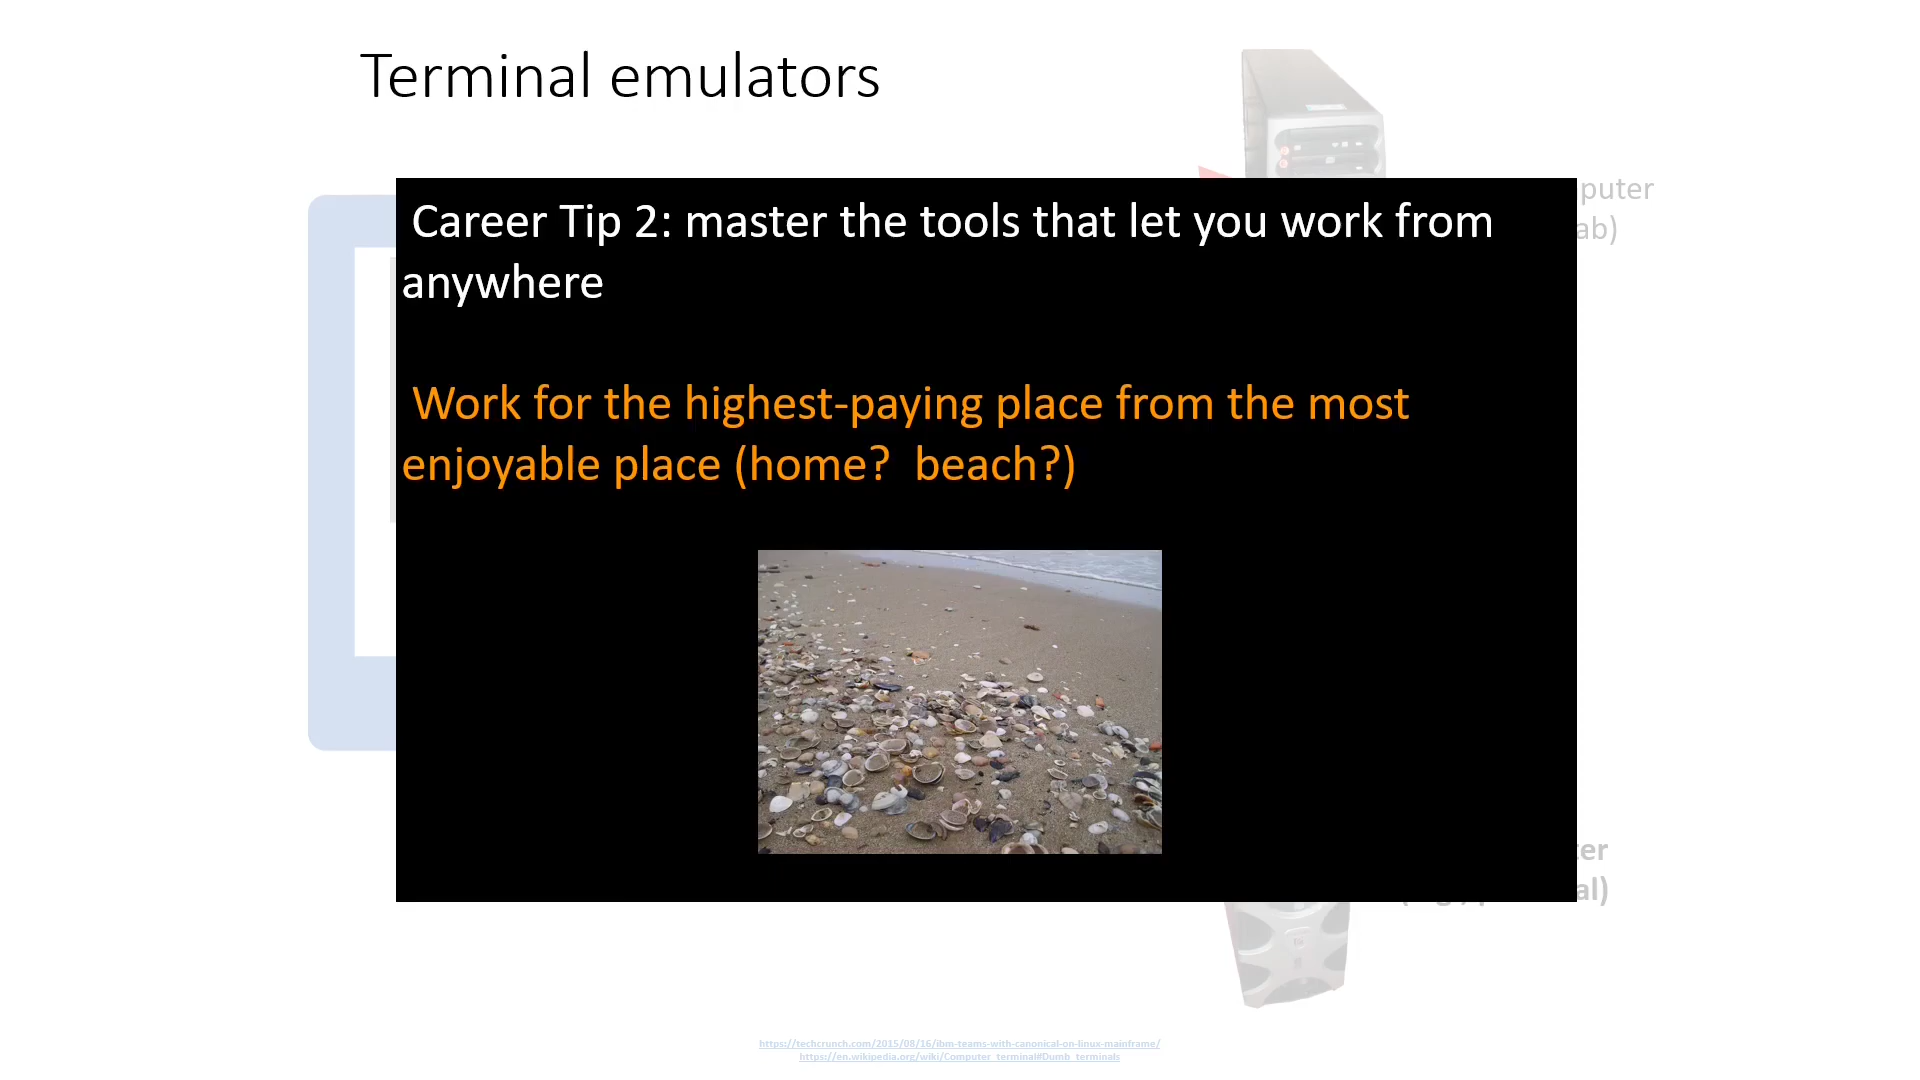 Terminal emulators
puter
ab)
Career Tip 2: master the tools that let you work from
anywhere
Work for the highest-paying place from the most
enjoyable place (home?  beach?)
ter
al)
https://techcrunch.com/2015/08/16/ibm-teams-with-canonical-on-linux-mainframe/
https://en.wikipedia.org/wiki/Computer_terminal#Dumb_terminals